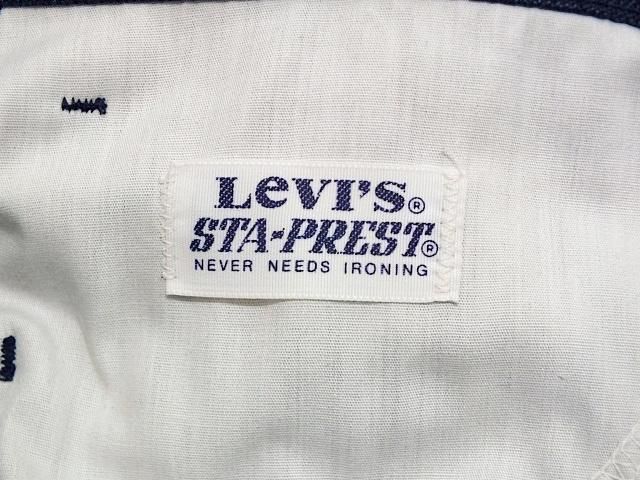 LeVI'S®
STA-PREST®
NEVER NEEDS IRONING